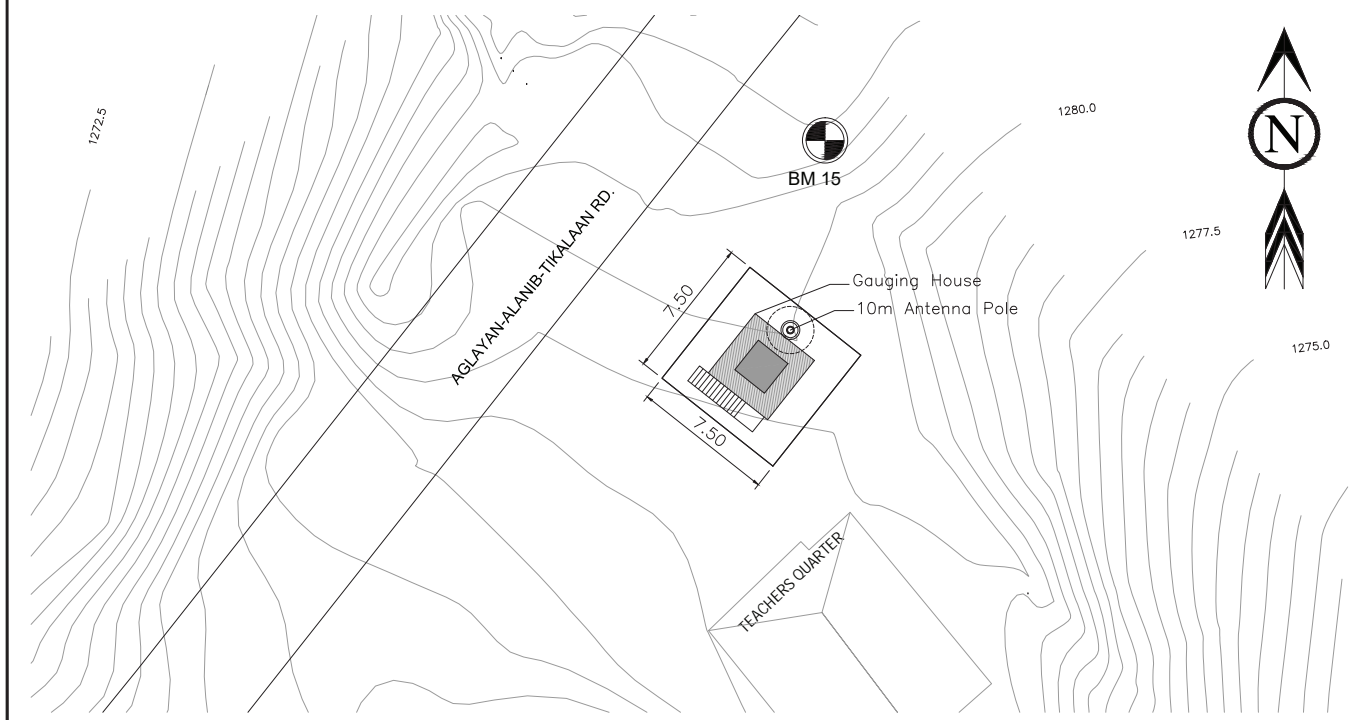 1272.5
1280.0
N
BM 15
AGLAYAN-ALANIB-TIKALAAN RD.
1277.5
Gauging House
7.50
10m Antenna Pole
1275.0
7.50
TEACHERS QUARTER